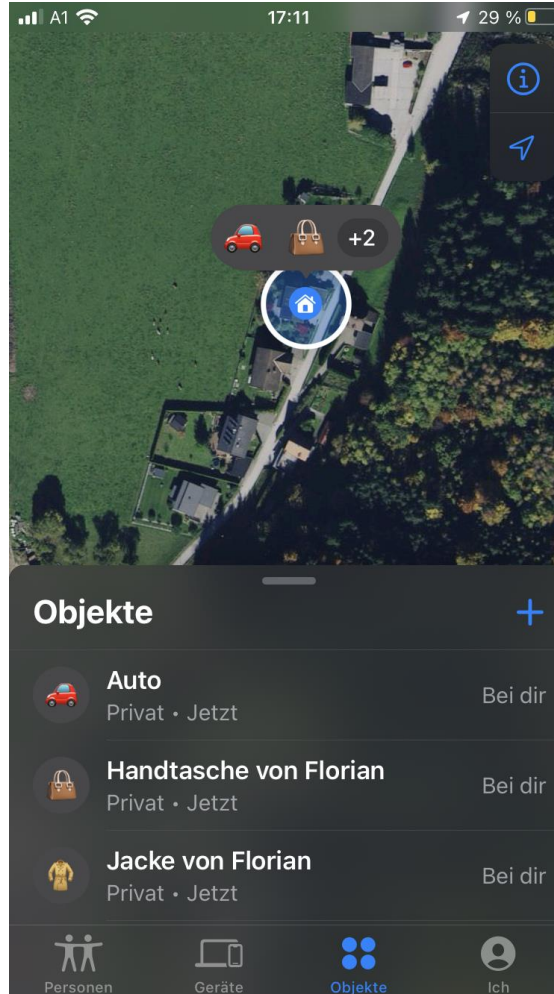 A1 17:11 29 %
+2
Objekte
Auto
Privat • Jetzt
Bei dir
Handtasche von Florian
Privat • Jetzt
Bei dir
Jacke von Florian
Privat • Jetzt
Bei dir
Personen Geräte Objekte Ich